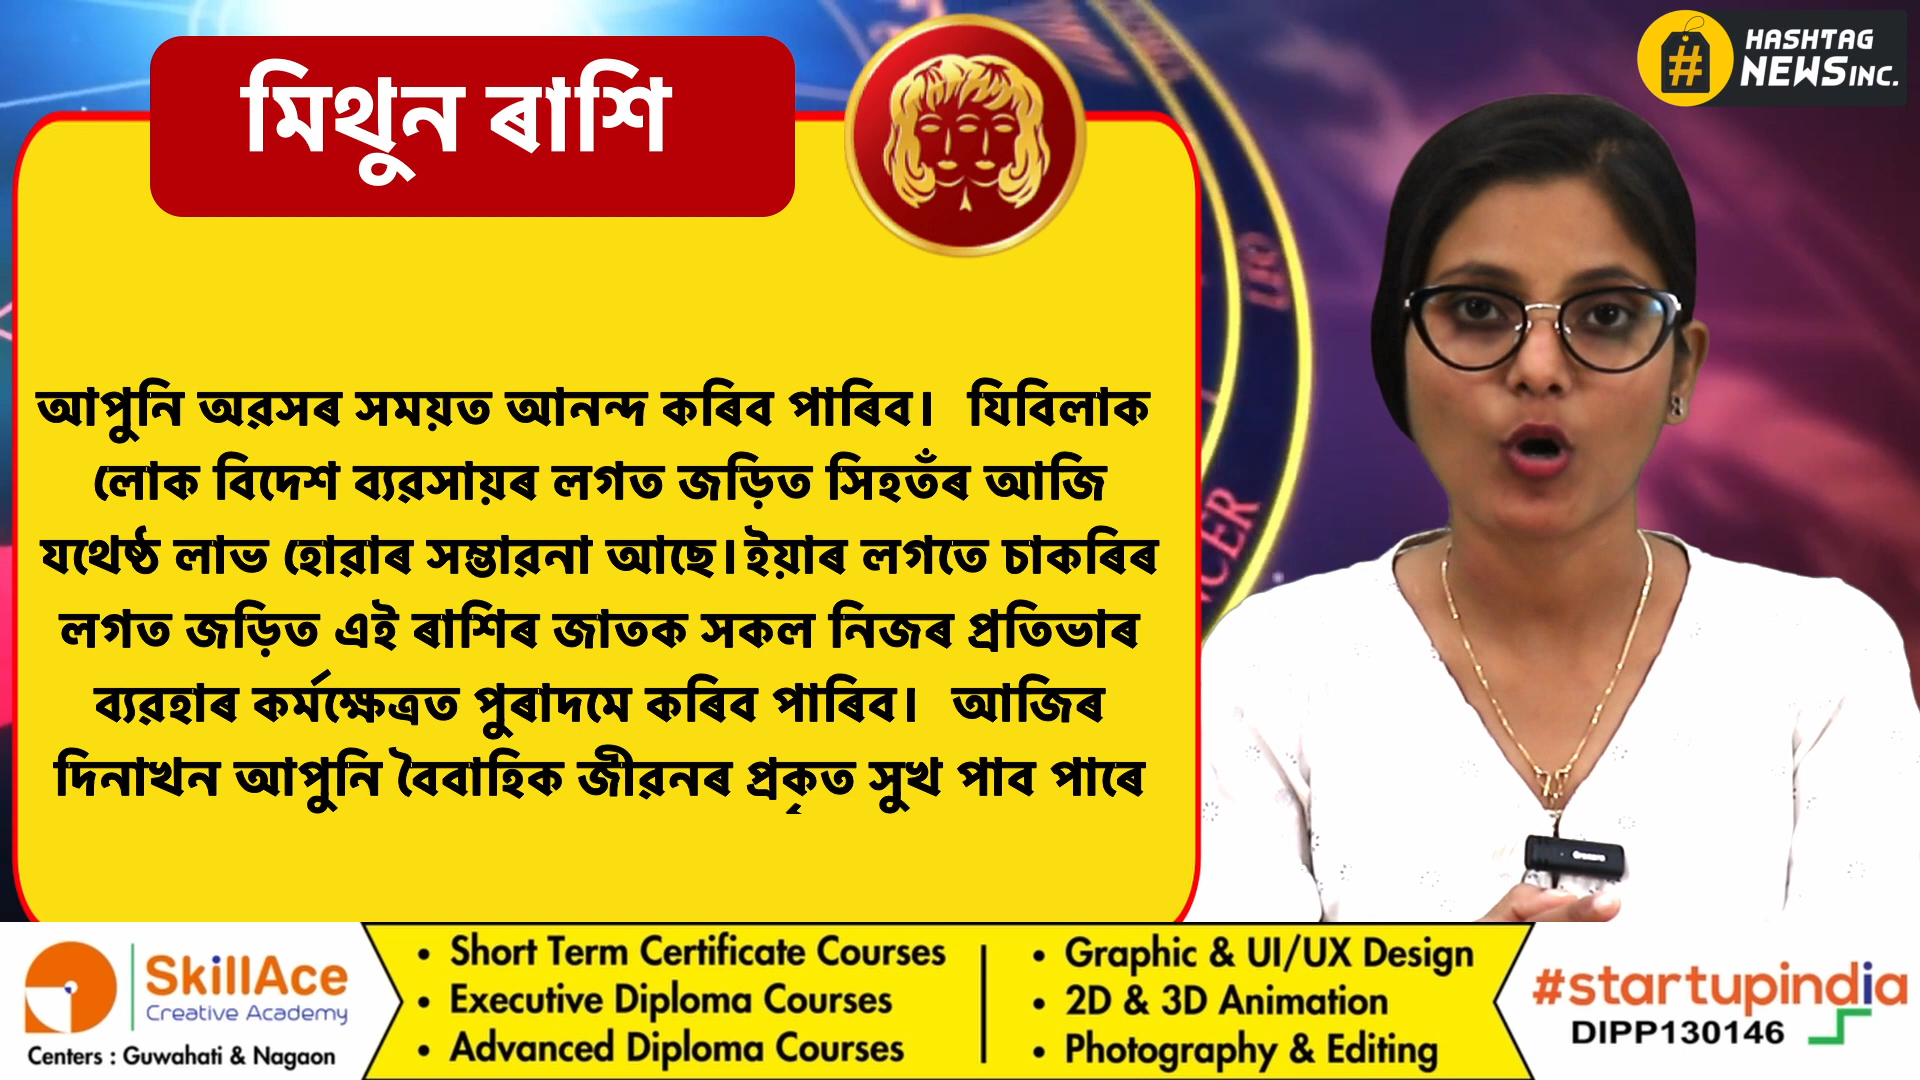 মিথুন ৰাশি
HASHTAG
NEWS INC.
LEO
CER
আপুনি অৱসৰ সময়ত আনন্দ কৰিব পাৰিব। যিবিলাক
লোক বিদেশ ব্যৱসায়ৰ লগত জড়িত সিহতঁৰ আজি
যথেষ্ঠ লাভ হোৱাৰ সম্ভাৱনা আছে।ইয়াৰ লগতে চাকৰিৰ
লগত জড়িত এই ৰাশিৰ জাতক সকল নিজৰ প্ৰতিভাৰ
ব্যৱহাৰ কৰ্মক্ষেত্ৰত পুৰাদমে কৰিব পাৰিব। আজিৰ
দিনাখন আপুনি বৈবাহিক জীৱনৰ প্ৰকৃত সুখ পাব পাৰে
SkillAce
Creative Academy
Centers : Guwahati & Nagaon
• Short Term Certificate Courses
• Executive Diploma Courses
• Advanced Diploma Courses
• Graphic & UI/UX Design
• 2D & 3D Animation
• Photography & Editing
#startupindia
DIPP130146